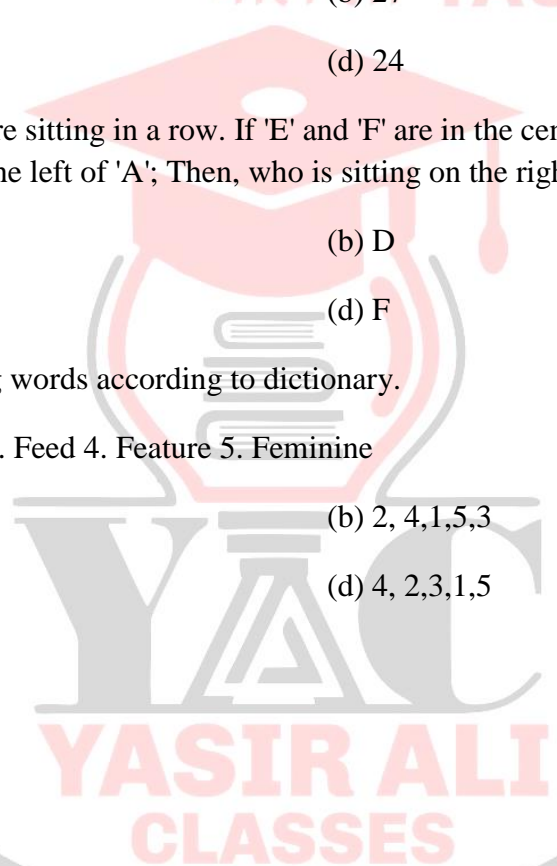 (d) 24
re sitting in a row. If 'E' and 'F' are in the cen
he left of 'A'; Then, who is sitting on the righ
(b) D
(d) F
g words according to dictionary.
. Feed 4. Feature 5. Feminine
(b) 2, 4,1,5,3
(d) 4, 2,3,1,5
YAC
YASIR ALI
CLASSES